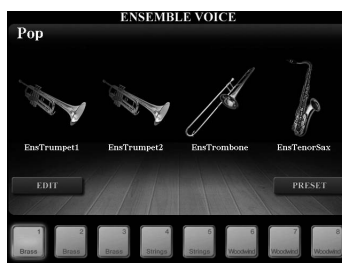 ENSEMBLE VOICE
Pop
EnsTrumpet1 EnsTrumpet2 EnsTrombone EnsTenorSax
EDIT PRESET
1 2 3 4 5 6 7 8
Brass Brass Brass Strings Strings Woodwind Woodwind Woodwind